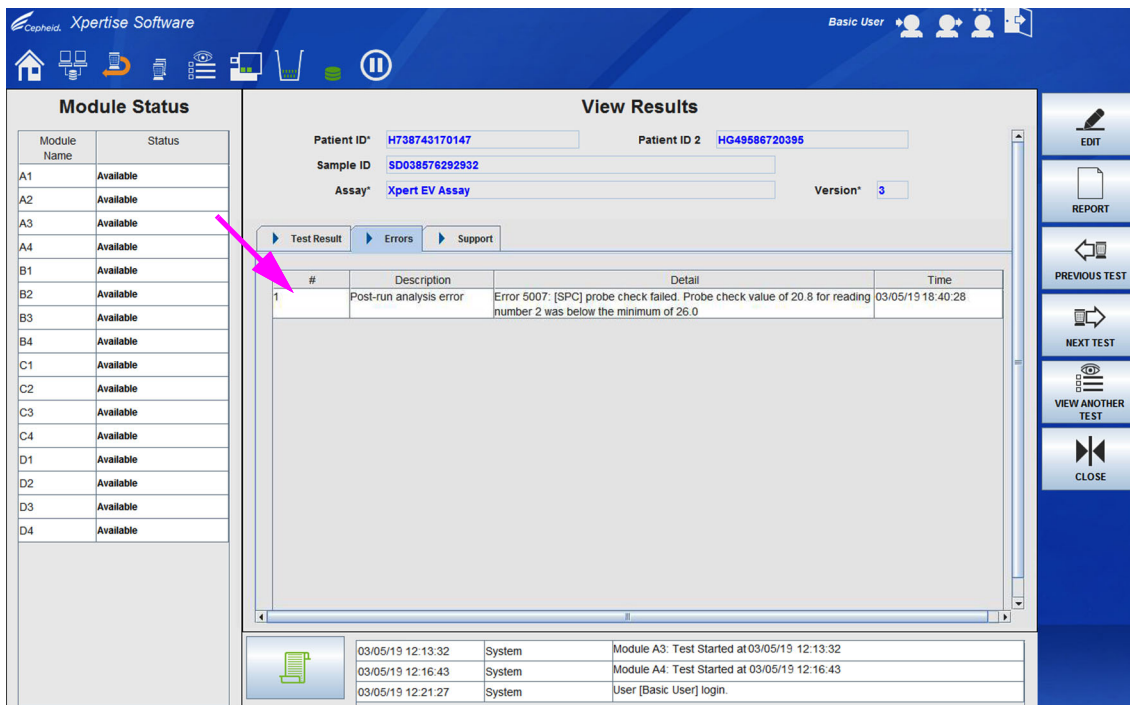 Cepheid. Xpertise Software
Basic User
Module Status
View Results
Module Name
Status
A1 Available
A2 Available
A3 Available
A4 Available
B1 Available
B2 Available
B3 Available
B4 Available
C1 Available
C2 Available
C3 Available
C4 Available
D1 Available
D2 Available
D3 Available
D4 Available
Patient ID* H738743170147
Patient ID 2 HG49586720395
Sample ID SD038576292932
Assay* Xpert EV Assay
Version* 3
Test Result
Errors
Support
# Description Detail Time
1 Post-run analysis error
Error 5007: [SPC] probe check failed. Probe check value of 20.8 for reading
number 2 was below the minimum of 26.0
03/05/19 18:40:28
03/05/19 12:13:32 System Module A3: Test Started at 03/05/19 12:13:32
03/05/19 12:16:43 System Module A4: Test Started at 03/05/19 12:16:43
03/05/19 12:21:27 System User [Basic User] login.
EDIT
REPORT
PREVIOUS TEST
NEXT TEST
VIEW ANOTHER
TEST
CLOSE